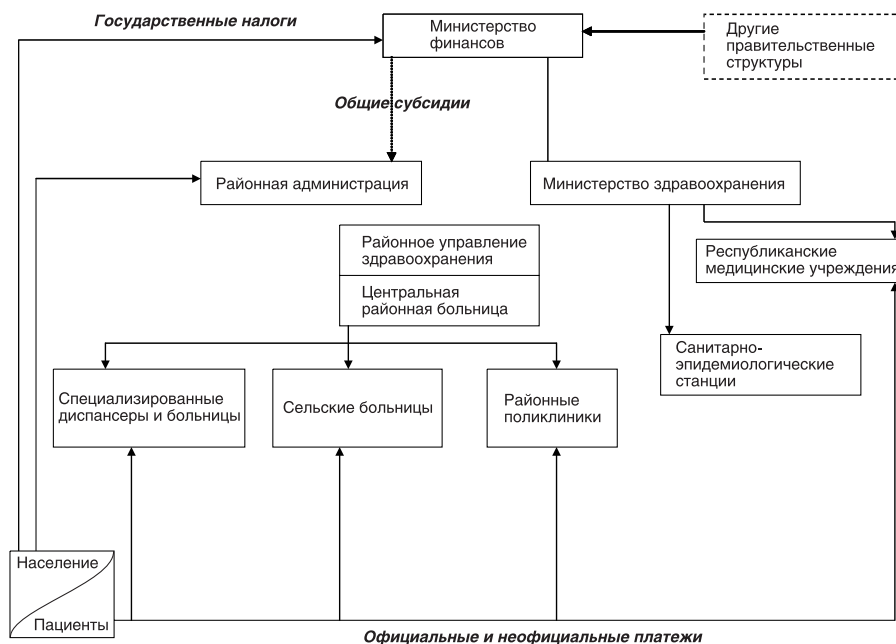 Государственные налоги
Министерство
финансов
Другие
правительственные
структуры
Общие субсидии
Районная администрация
Министерство здравоохранения
Районное управление
здравоохранения
Центральная
районная больница
Республиканские
медицинские учреждения
Санитарно-
эпидемиологические
станции
Специализированные
диспансеры и больницы
Сельские больницы
Районные
поликлиники
Население
Пациенты
Официальные и неофициальные платежи